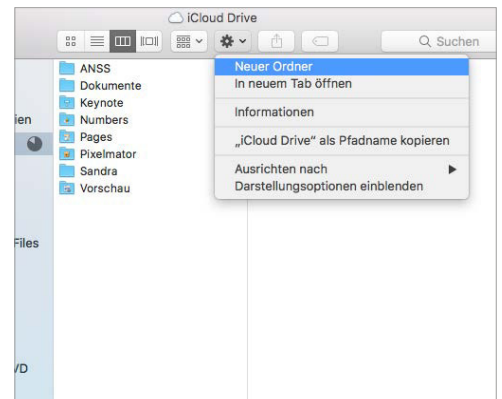 iCloud Drive
Suchen
ANSS
Dokumente
Keynote
Numbers
Pages
Pixelmator
Sandra
Vorschau
Neuer Ordner
In neuem Tab öffnen
Informationen
„iCloud Drive“ als Pfadname kopieren
Ausrichten nach
Darstellungsoptionen einblenden
ien
Files
/D